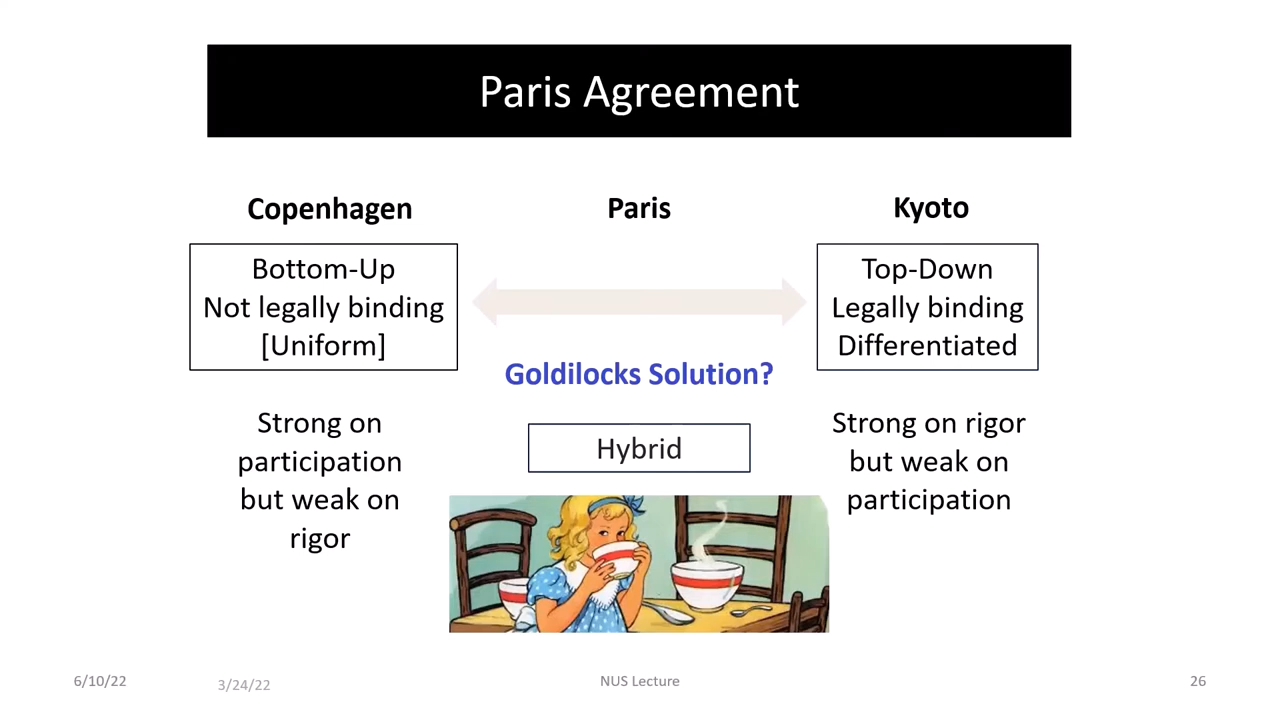 Paris Agreement
Copenhagen
Paris
Kyoto
Bottom-Up
Not legally binding
[Uniform]
Top-Down
Legally binding
Differentiated
Goldilocks Solution?
Strong on
participation
but weak on
rigor
Hybrid
Strong on rigor
but weak on
participation
6/10/22
3/24/22
NUS Lecture
26